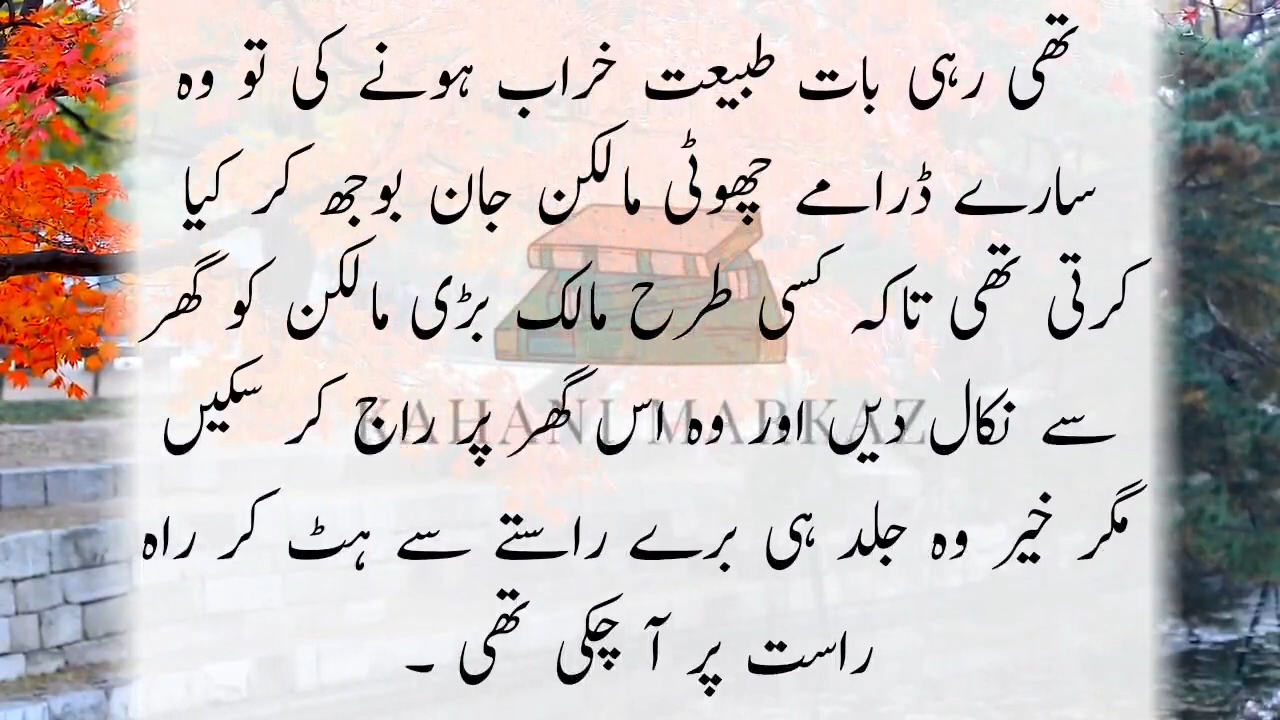 تھی رہی بات طبیعت خراب ہونے کی تو وہ
سارے ڈرامے چھوٹی مالکن جان بوجھ کر کیا
کرتی تھی تاکہ کسی طرح مالک بڑی مالکن کو گھر
سے نکال دیں اور وہ اس گھر پر راج کر سکیں
KAHANI MARKAZ
مگر خیر وہ جلد ہی برے راستے سے ہٹ کر راہ
راست پر آ چکی تھی ۔